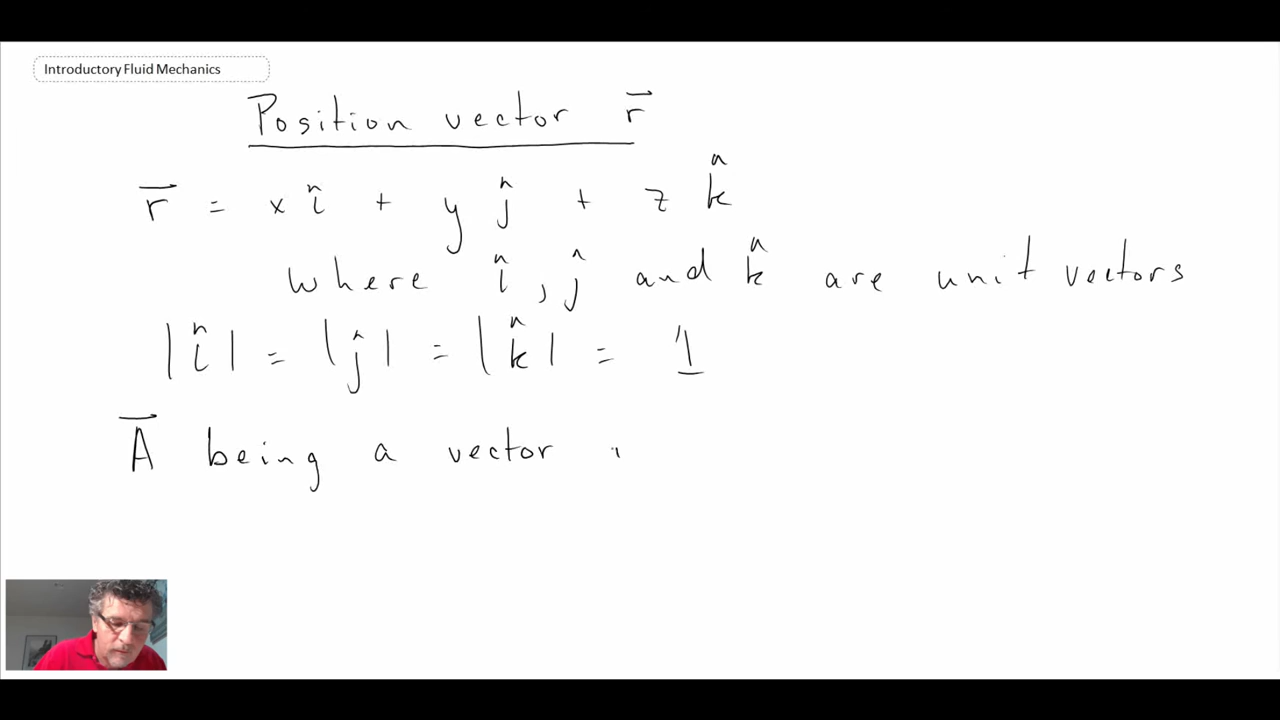 Introductory Fluid Mechanics
Position vector r⃗
r⃗ = x î + y ĵ + z k̂
where î, ĵ and k̂ are unit vectors
|î| = |ĵ| = |k̂| = 1
A⃗ being a vector